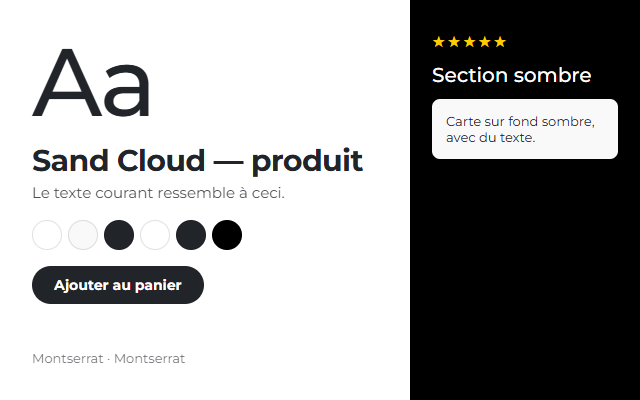 Aa
Sand Cloud — produit
Le texte courant ressemble à ceci.
Ajouter au panier
Montserrat · Montserrat
Section sombre
Carte sur fond sombre,
avec du texte.